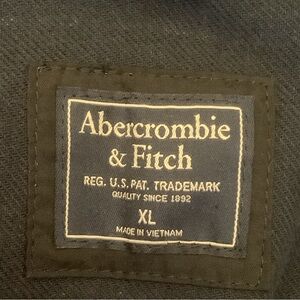 Abercrombie
& Fitch
REG. U.S. PAT. TRADEMARK
QUALITY SINCE 1892
XL
MADE IN VIETNAM